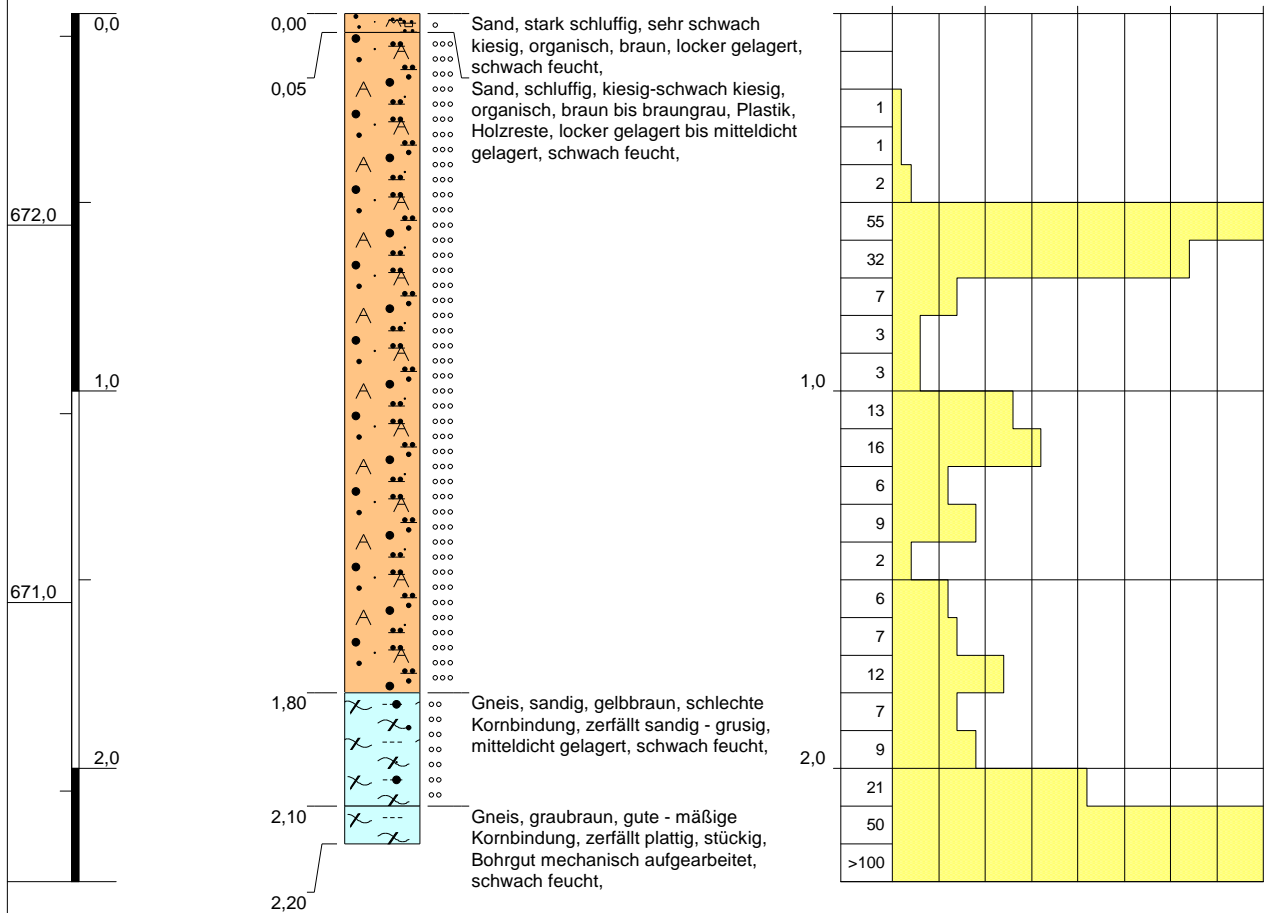 0,0
672,0
1,0
671,0
2,0
0,00
0,05
1,80
2,10
2,20
Sand, stark schluffig, sehr schwach
kiesig, organisch, braun, locker gelagert,
schwach feucht,
Sand, schluffig, kiesig-schwach kiesig,
organisch, braun bis braungrau, Plastik,
Holzreste, locker gelagert bis mitteldicht
gelagert, schwach feucht,
Gneis, sandig, gelbbraun, schlechte
Kornbindung, zerfällt sandig - grusig,
mitteldicht gelagert, schwach feucht,
Gneis, graubraun, gute - mäßige
Kornbindung, zerfällt plattig, stückig,
Bohrgut mechanisch aufgearbeitet,
schwach feucht,
1
1
2
55
32
7
3
3
1,0
13
16
6
9
2
6
7
12
7
9
2,0
21
50
>100